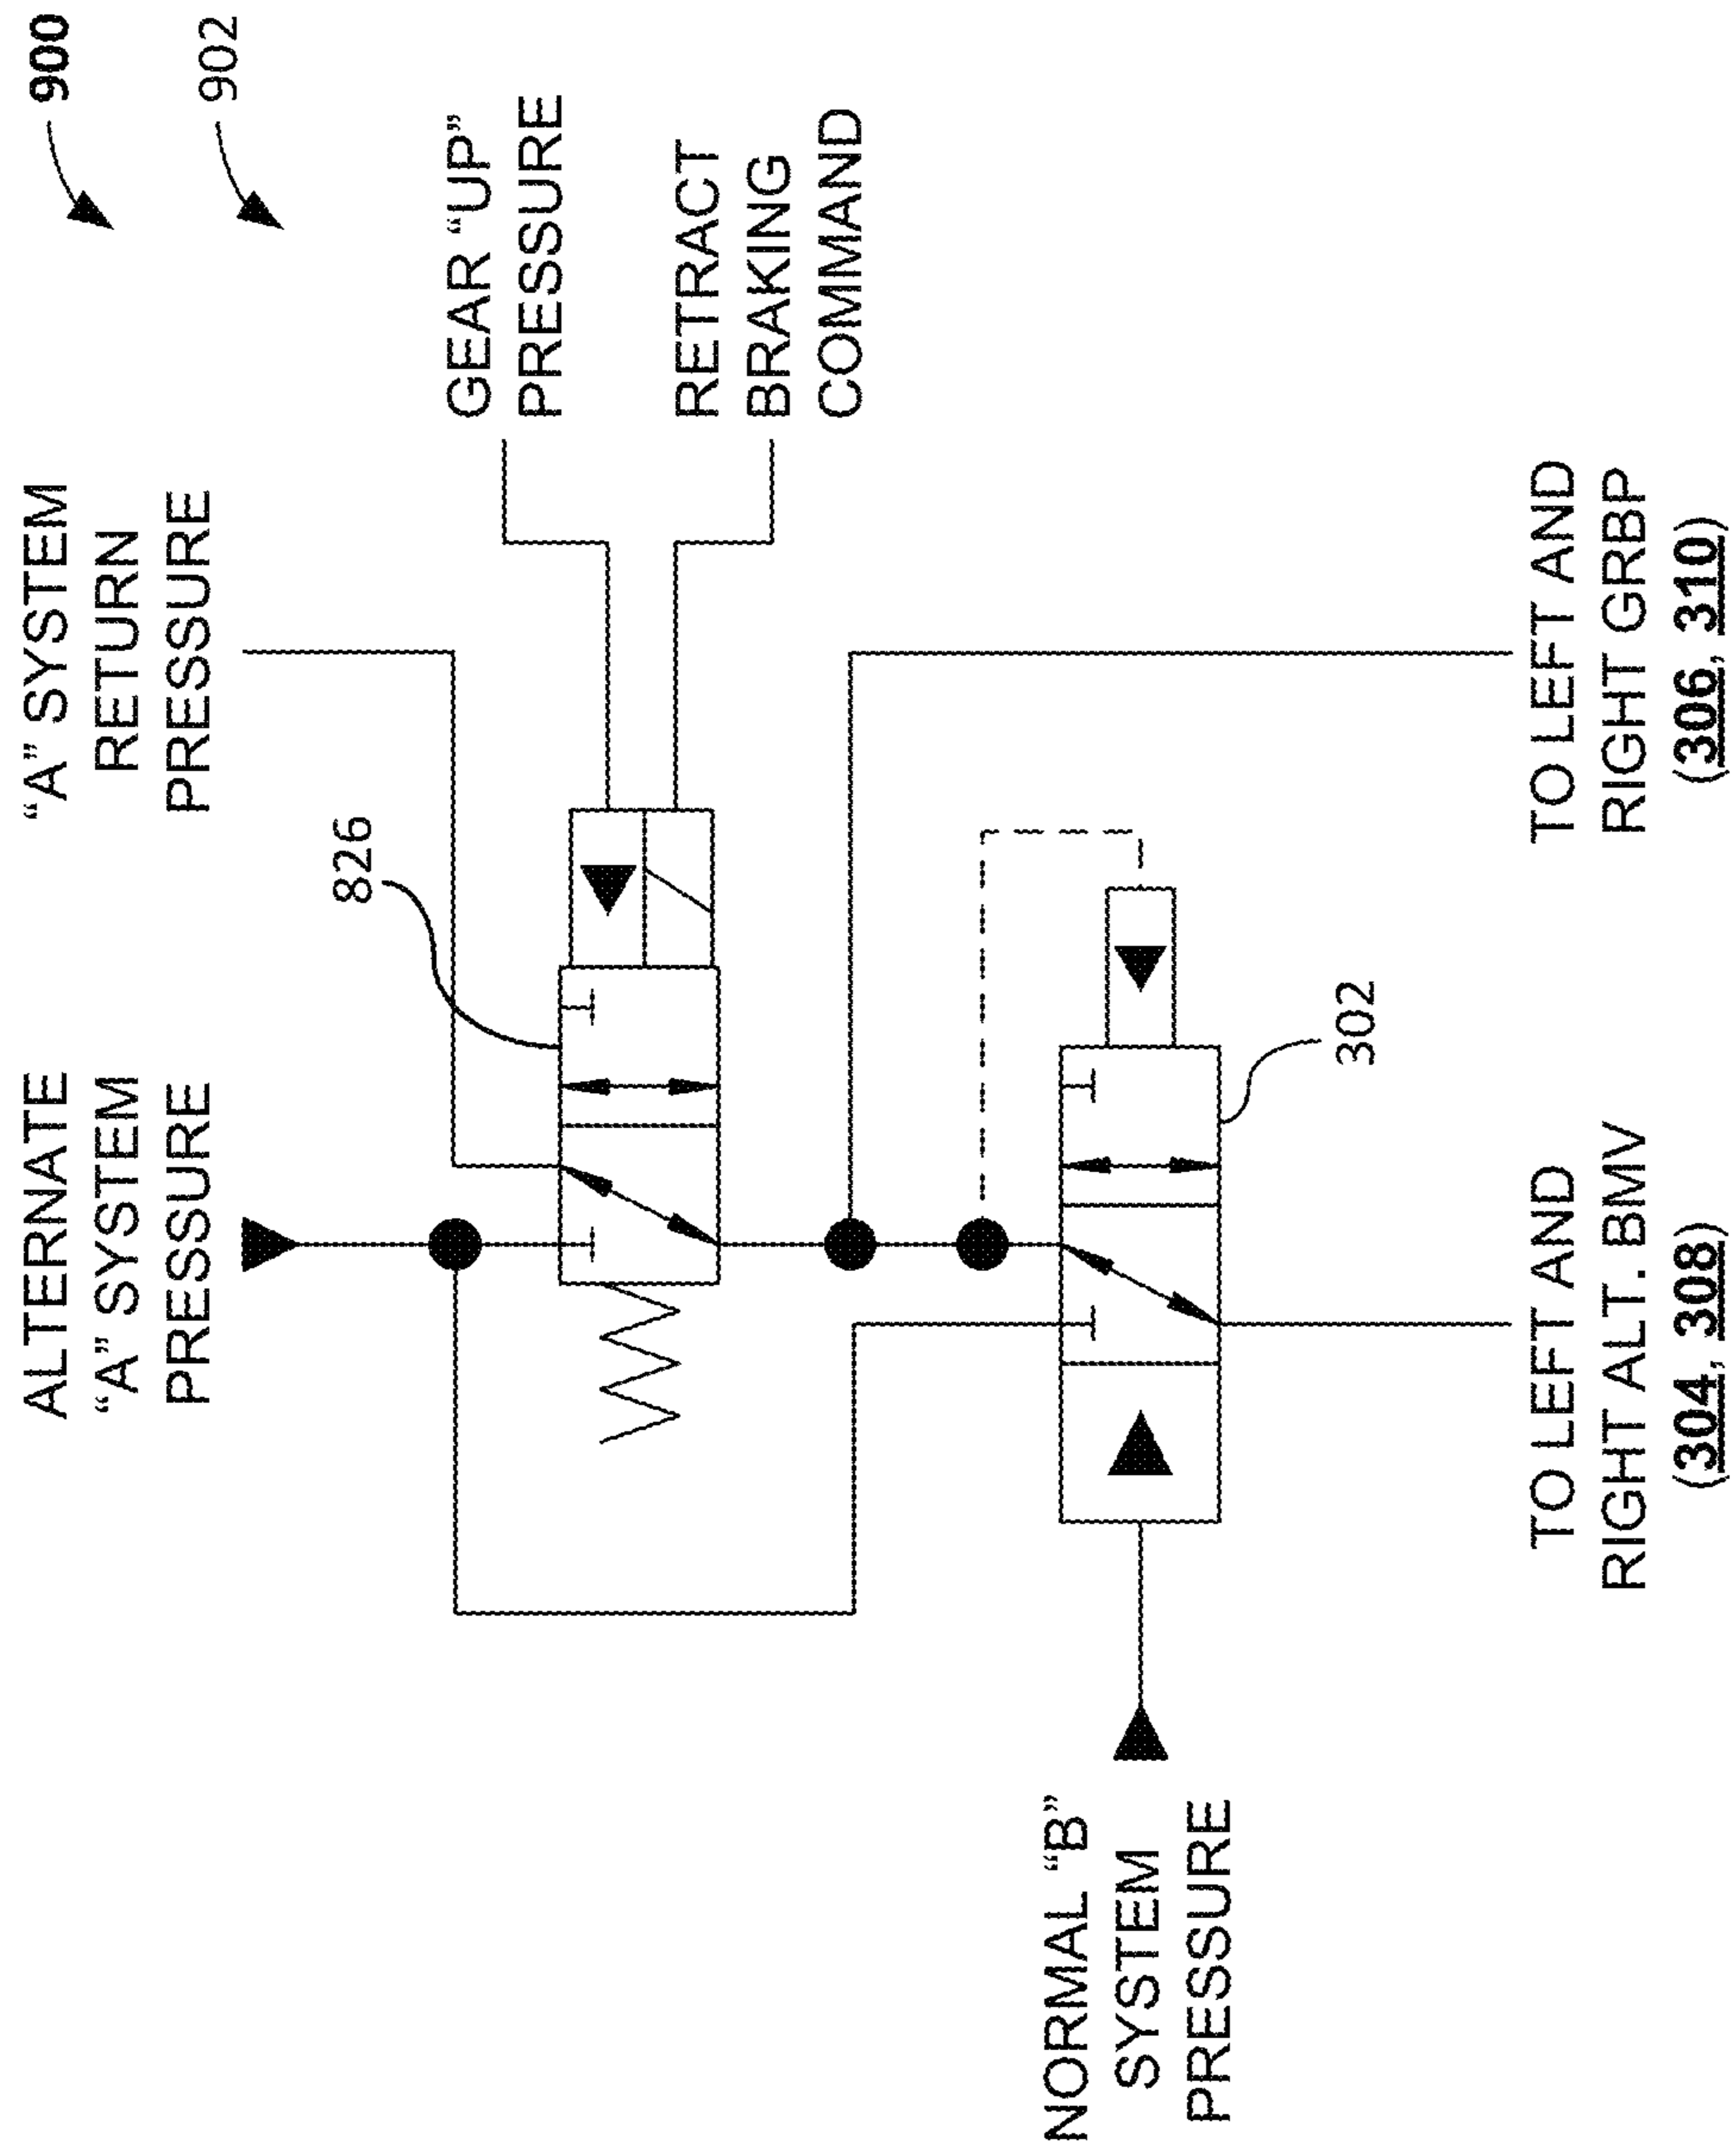 900
902
ALTERNATE
“A” SYSTEM
PRESSURE
“A” SYSTEM
RETURN
PRESSURE
826
GEAR “UP”
PRESSURE
RETRACT
BRAKING
COMMAND
NORMAL “B”
SYSTEM
PRESSURE
302
TO LEFT AND
RIGHT ALT. BMV
(304, 308)
TO LEFT AND
RIGHT GRBP
(306, 310)